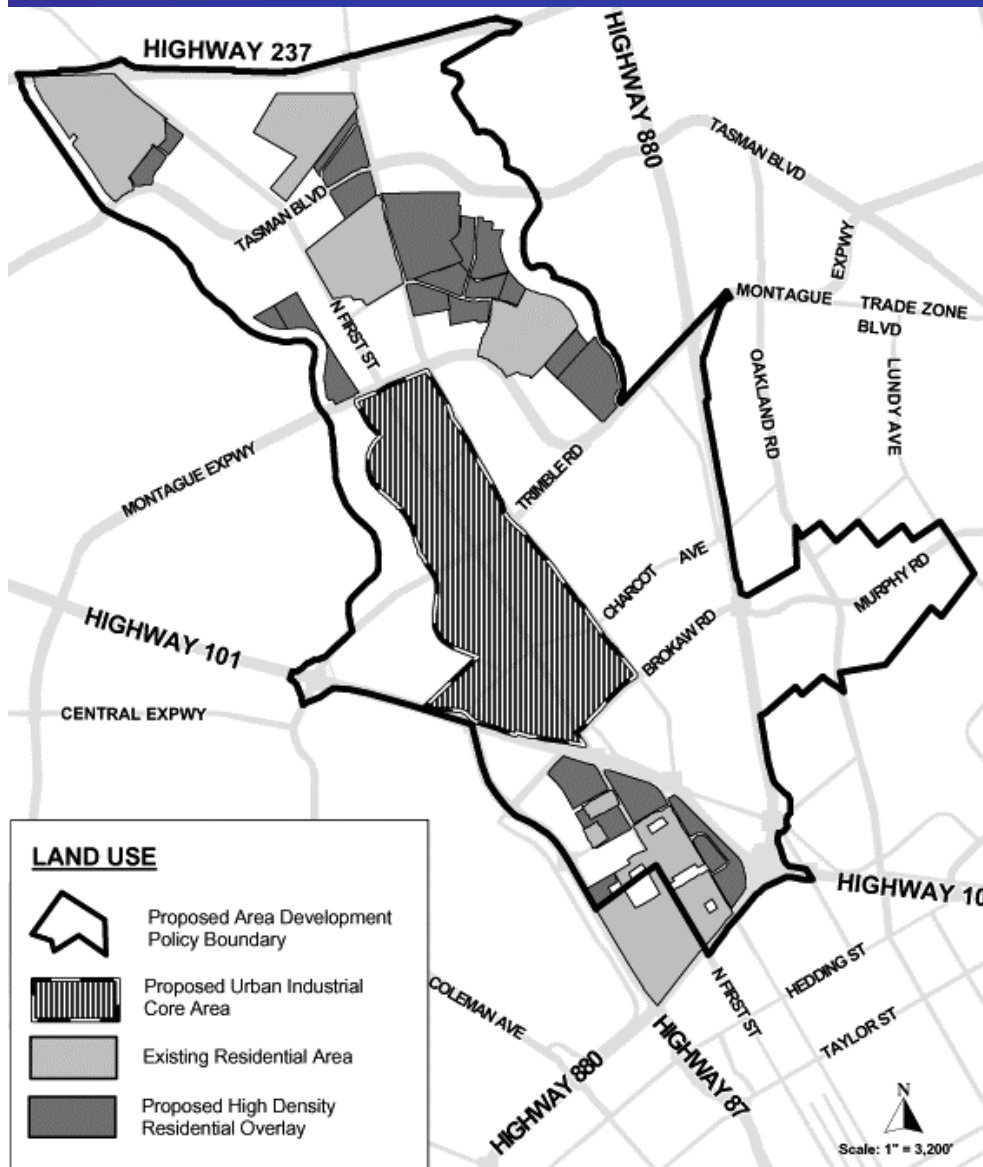 HIGHWAY 237
HIGHWAY 880
TASMAN BLVD
TASMAN BLVD
EXPWY
MONTAGUE
TRADE ZONE
BLVD
N FIRST ST
OAKLAND RD
LUNDY AVE
MONTAGUE EXPWY
TRIMBLE RD
CHARCOT AVE
MURPHY RD
BROKAW RD
HIGHWAY 101
CENTRAL EXPWY
HIGHWAY 10
HEDDING ST
N FIRST ST
COLEMAN AVE
TAYLOR ST
HIGHWAY 880
HIGHWAY 87
LAND USE
Proposed Area Development
Policy Boundary
Proposed Urban Industrial
Core Area
Existing Residential Area
Proposed High Density
Residential Overlay
N
Scale: 1" = 3,200'